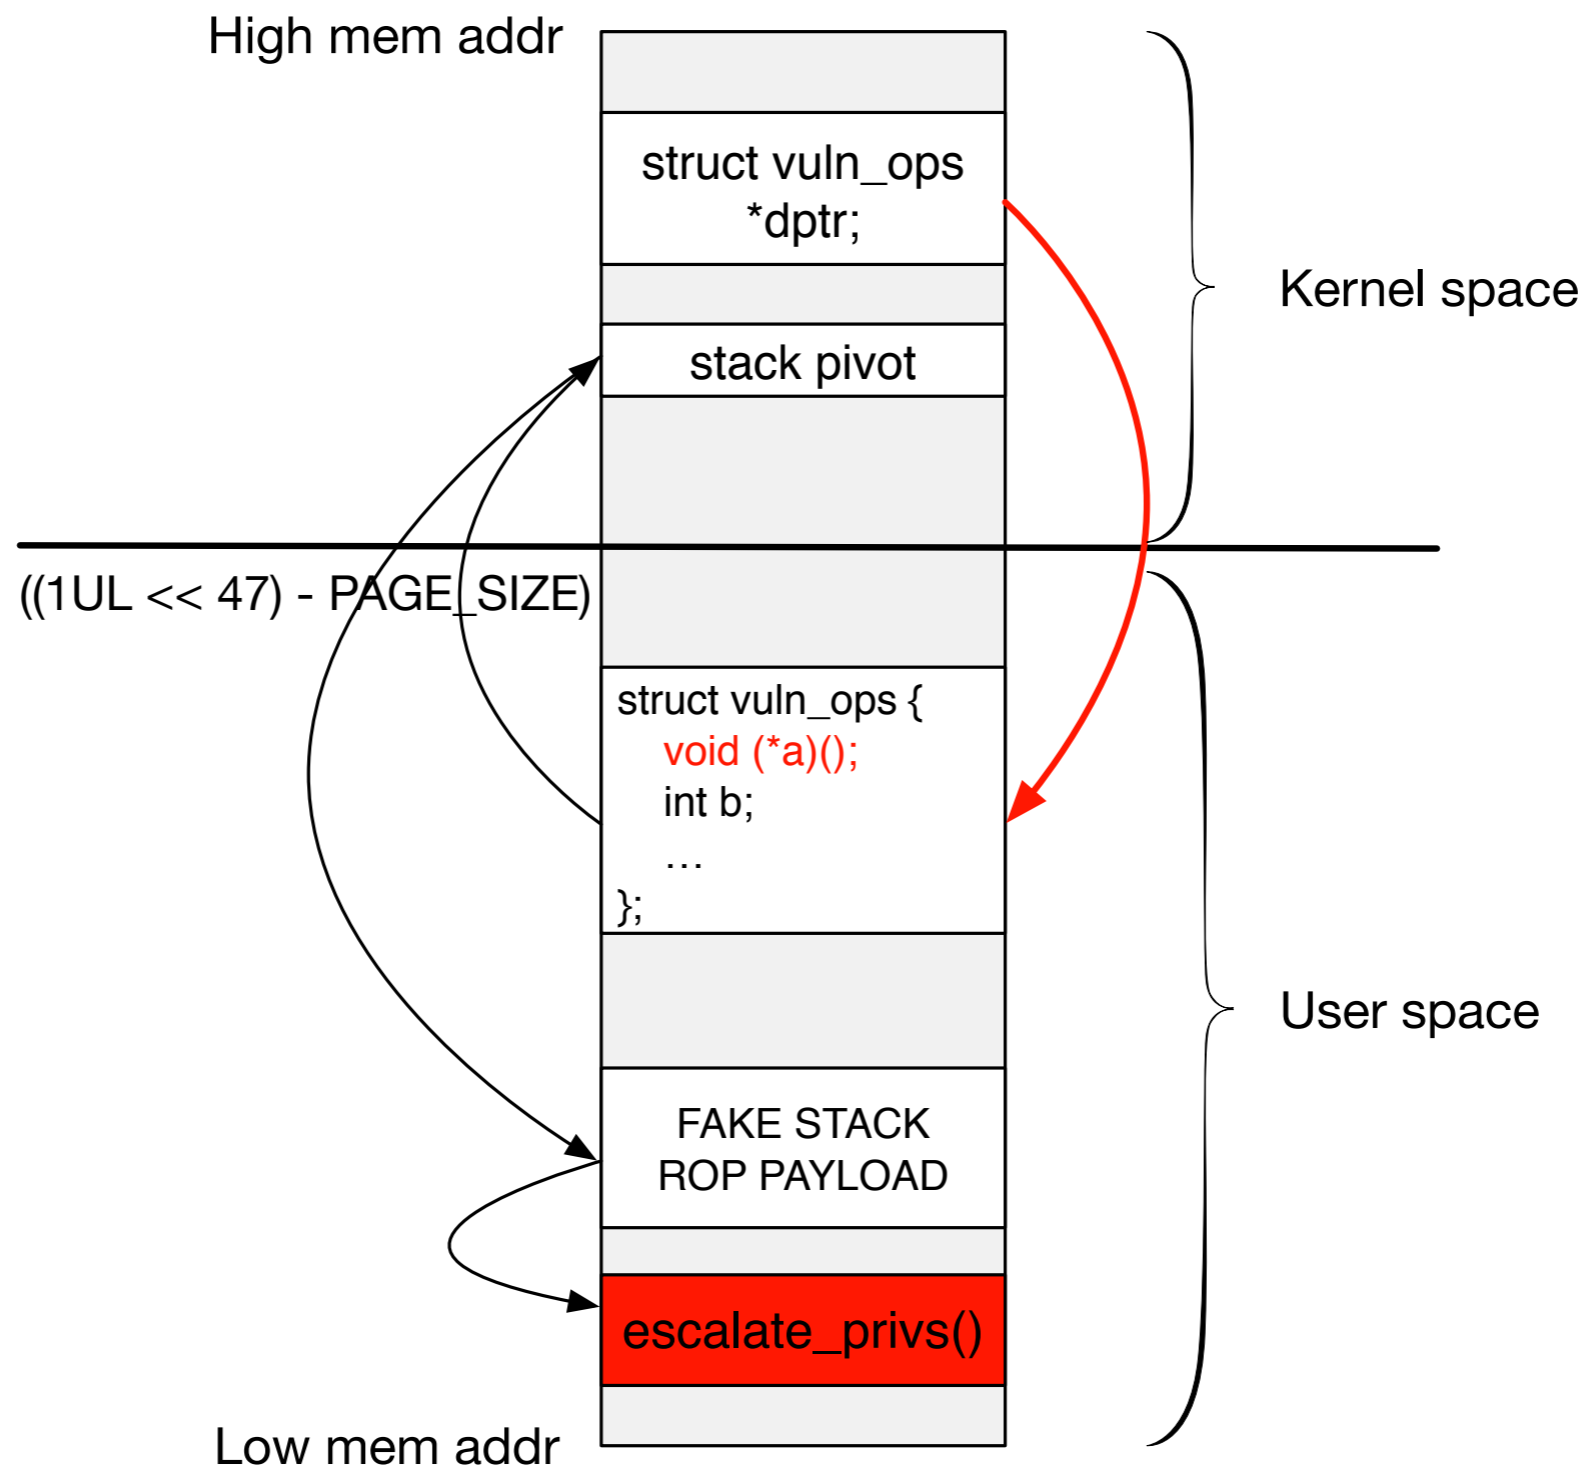 High mem addr
struct vuln_ops
*dptr;
Kernel space
stack pivot
((1UL << 47) - PAGE_SIZE)
struct vuln_ops {
void (*a)();
int b;
…
};
User space
FAKE STACK
ROP PAYLOAD
escalate_privs()
Low mem addr